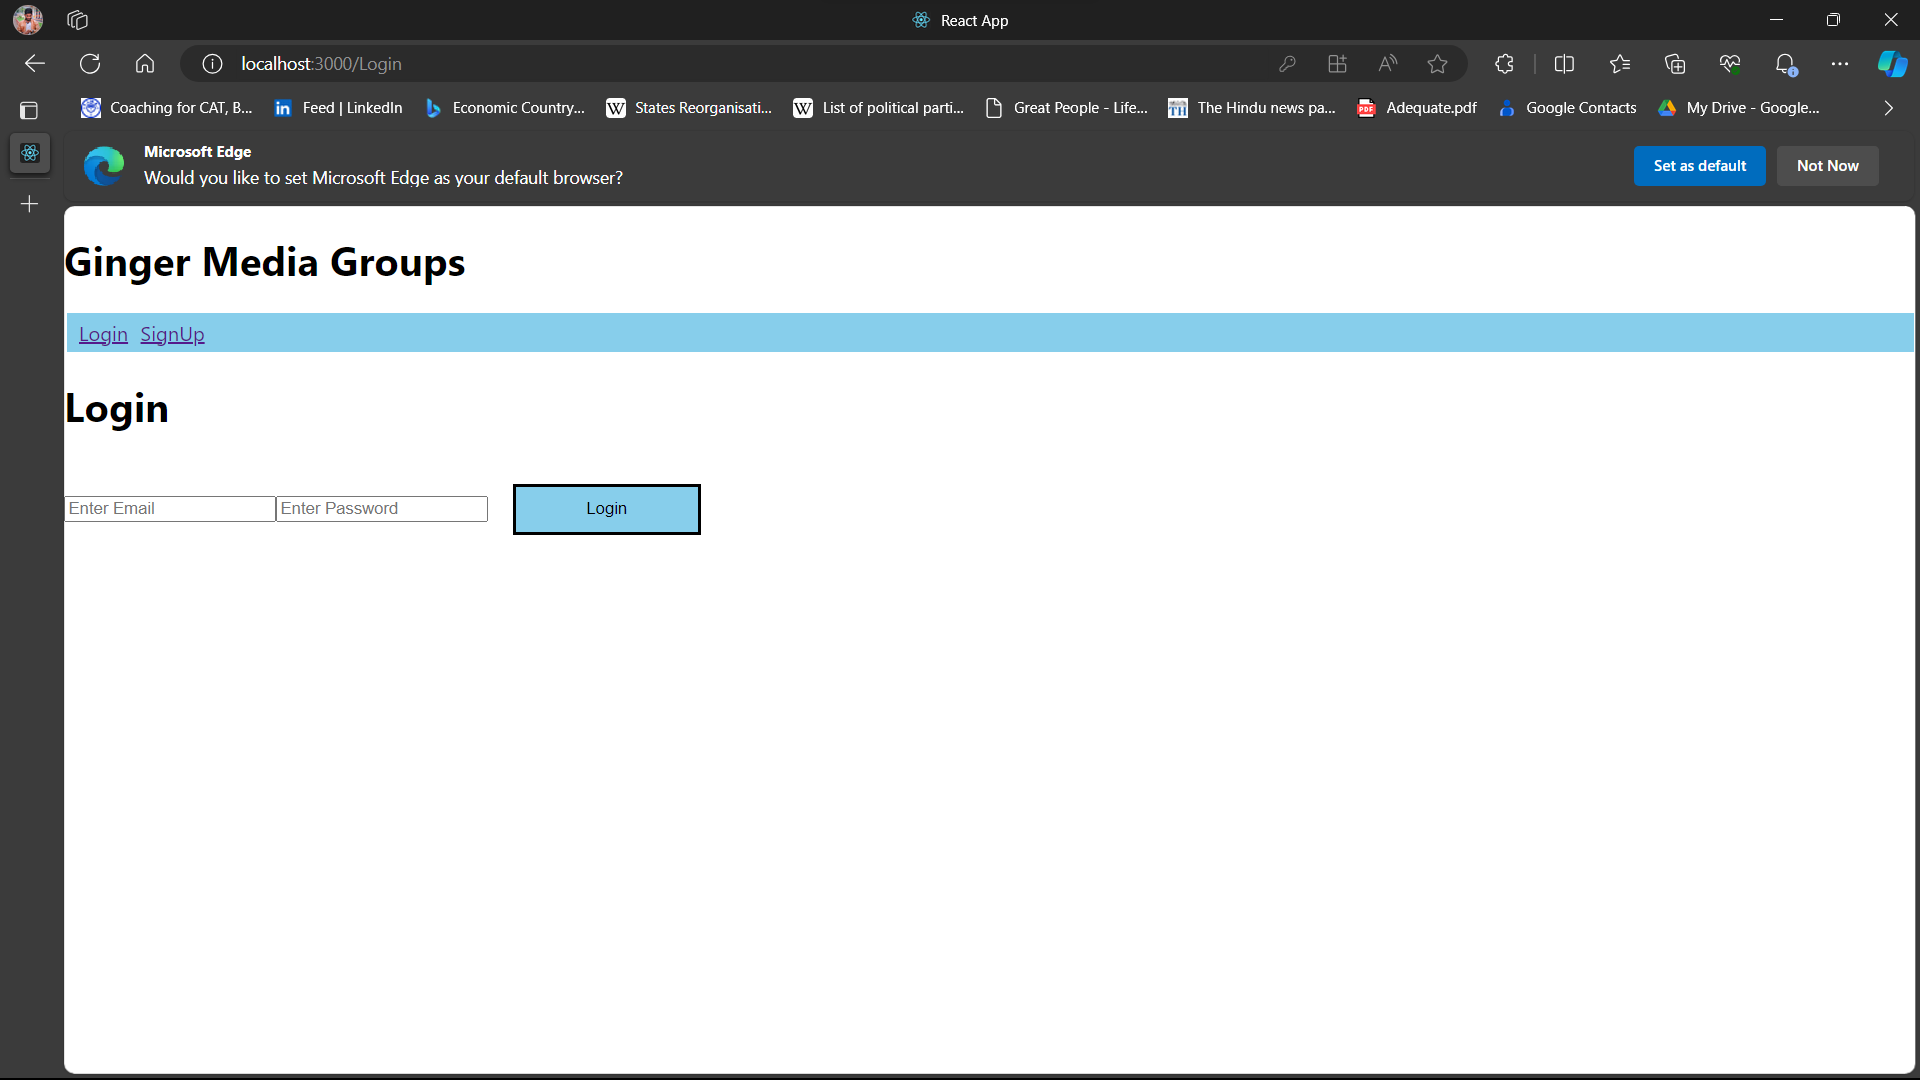 React App
localhost:3000/Login
Coaching for CAT, B... Feed | LinkedIn Economic Country... States Reorganisati... List of political parti... Great People - Life... The Hindu news pa... Adequate.pdf Google Contacts My Drive - Google...
Microsoft Edge
Would you like to set Microsoft Edge as your default browser?
Set as default Not Now
Ginger Media Groups
Login SignUp
Login
Enter Email Enter Password Login